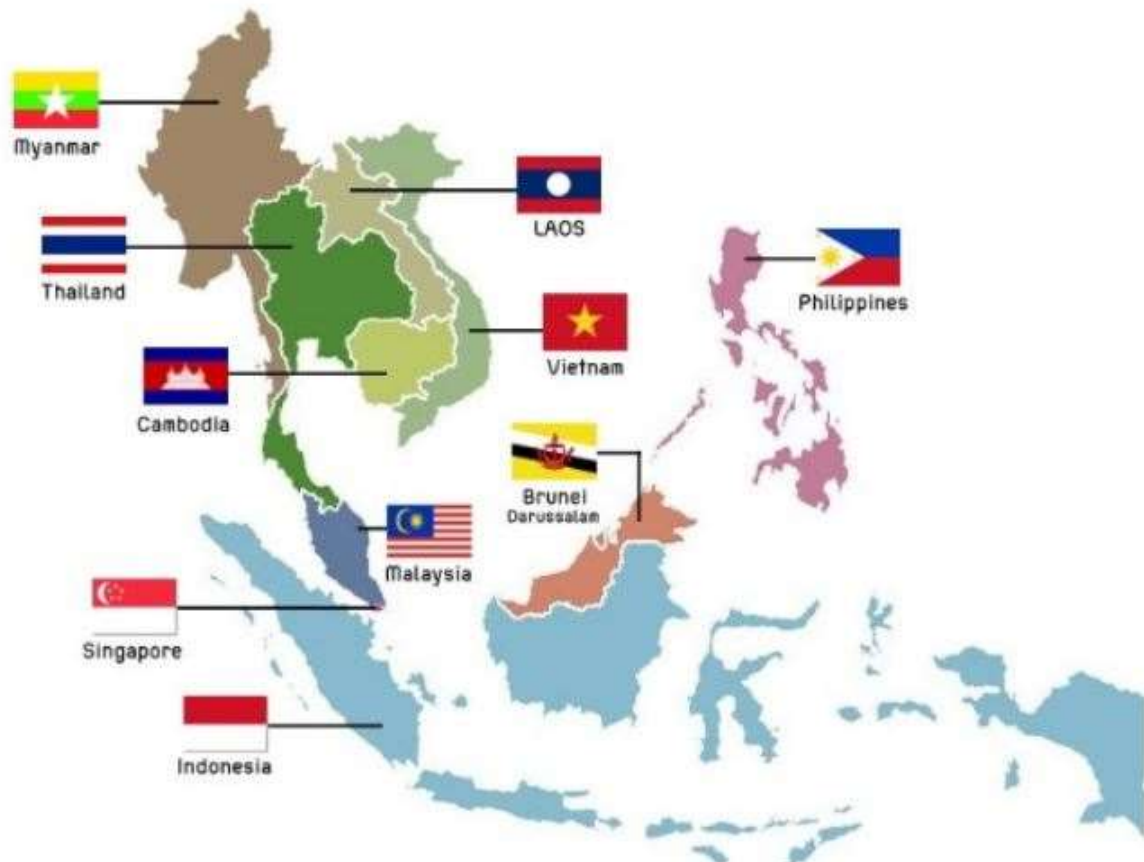 Myanmar
LAOS
Thailand
Philippines
Vietnam
Cambodia
Brunei
Darussalam
Malaysia
Singapore
Indonesia